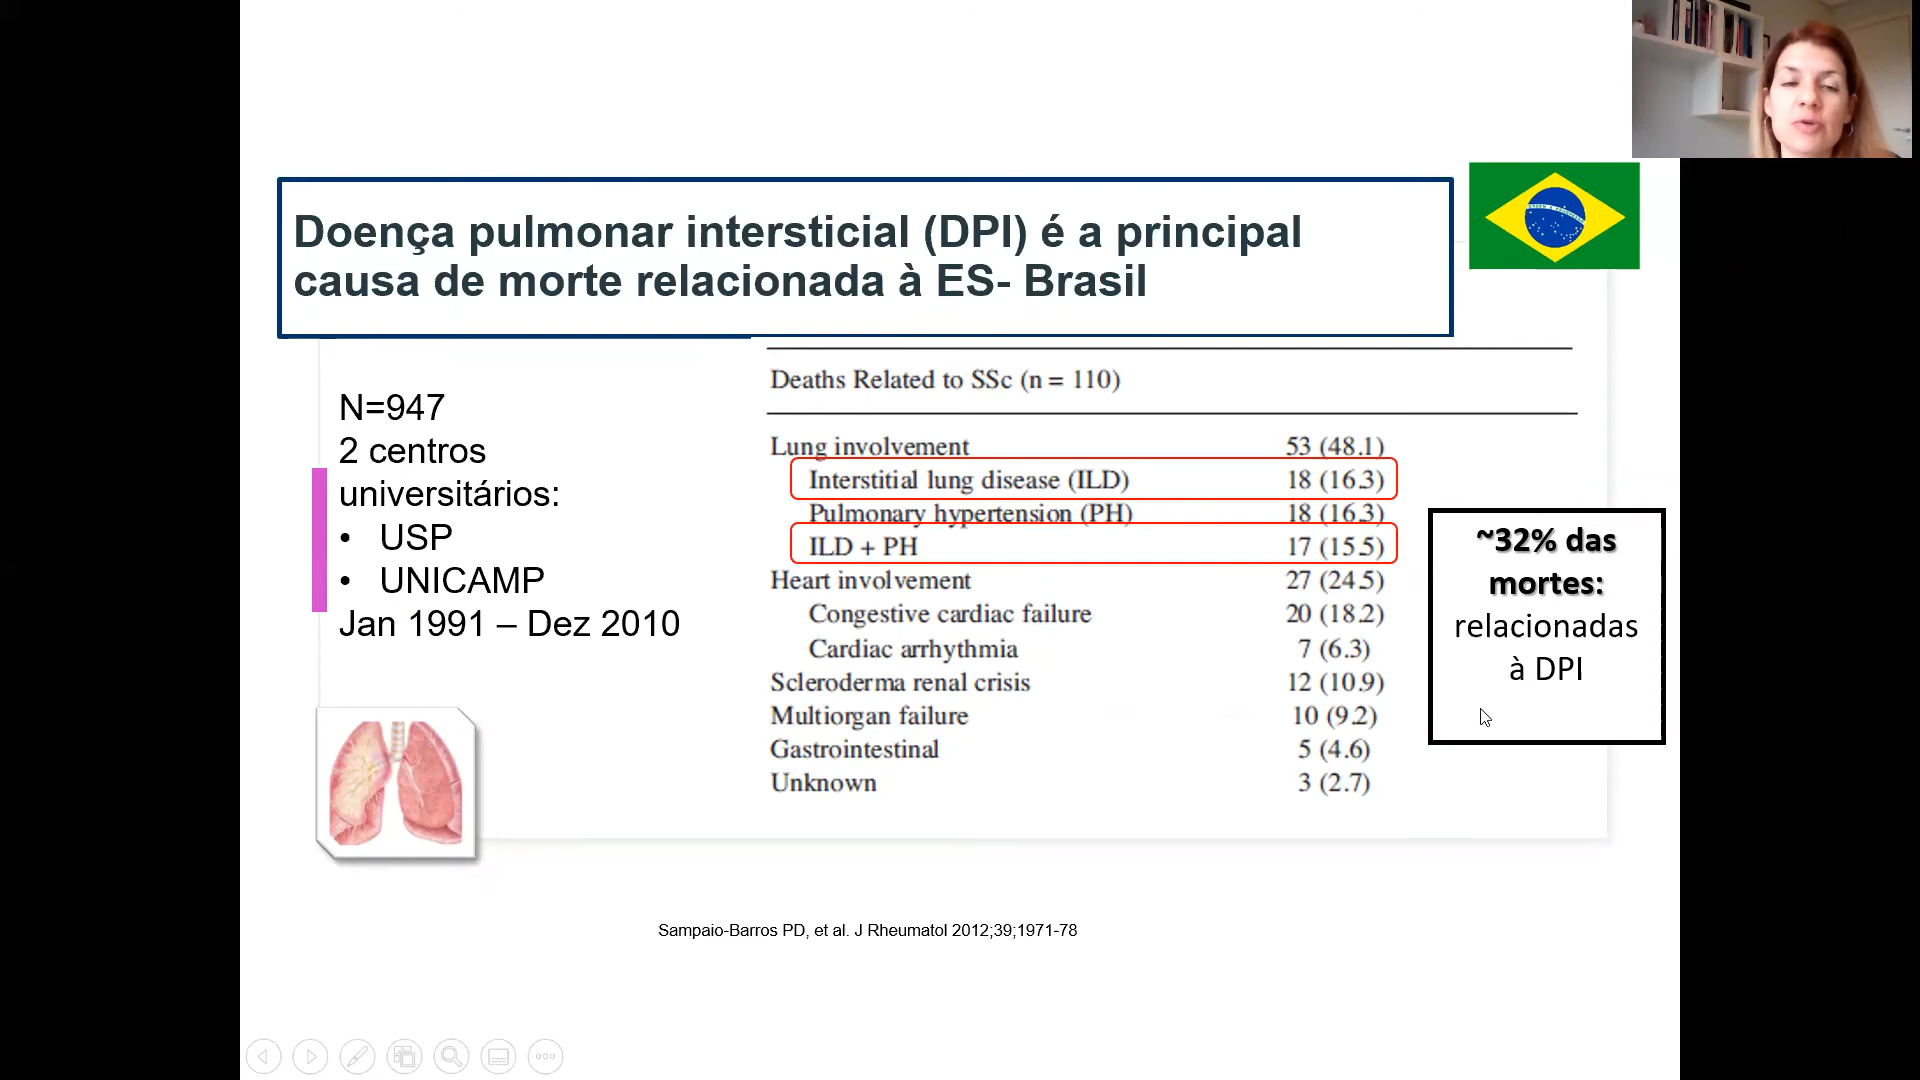 Doença pulmonar intersticial (DPI) é a principal
causa de morte relacionada à ES- Brasil
N=947
2 centros
universitários:
• USP
• UNICAMP
Jan 1991 – Dez 2010
Deaths Related to SSc (n = 110)
Lung involvement 53 (48.1)
Interstitial lung disease (ILD) 18 (16.3)
Pulmonary hypertension (PH) 18 (16.3)
ILD + PH 17 (15.5)
Heart involvement 27 (24.5)
Congestive cardiac failure 20 (18.2)
Cardiac arrhythmia 7 (6.3)
Scleroderma renal crisis 12 (10.9)
Multiorgan failure 10 (9.2)
Gastrointestinal 5 (4.6)
Unknown 3 (2.7)
~32% das
mortes:
relacionadas
à DPI
Sampaio-Barros PD, et al. J Rheumatol 2012;39;1971-78